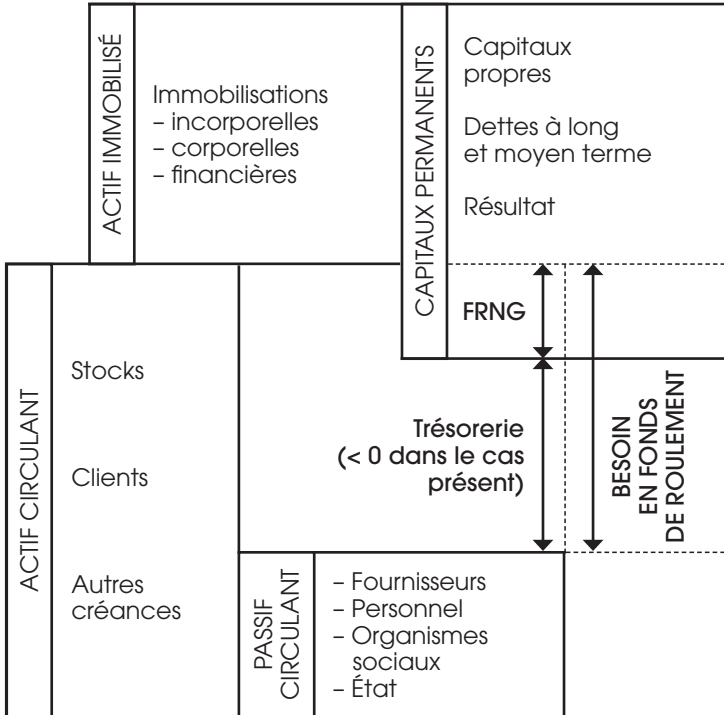 ACTIF IMMOBILISÉ
Immobilisations
– incorporelles
– corporelles
– financières
CAPITAUX PERMANENTS
Capitaux
propres
Dettes à long
et moyen terme
Résultat
FRNG
ACTIF CIRCULANT
Stocks
Clients
Autres
créances
Trésorerie
(< 0 dans le cas
présent)
BESOIN
EN FONDS
DE ROULEMENT
PASSIF
CIRCULANT
– Fournisseurs
– Personnel
– Organismes
sociaux
– État